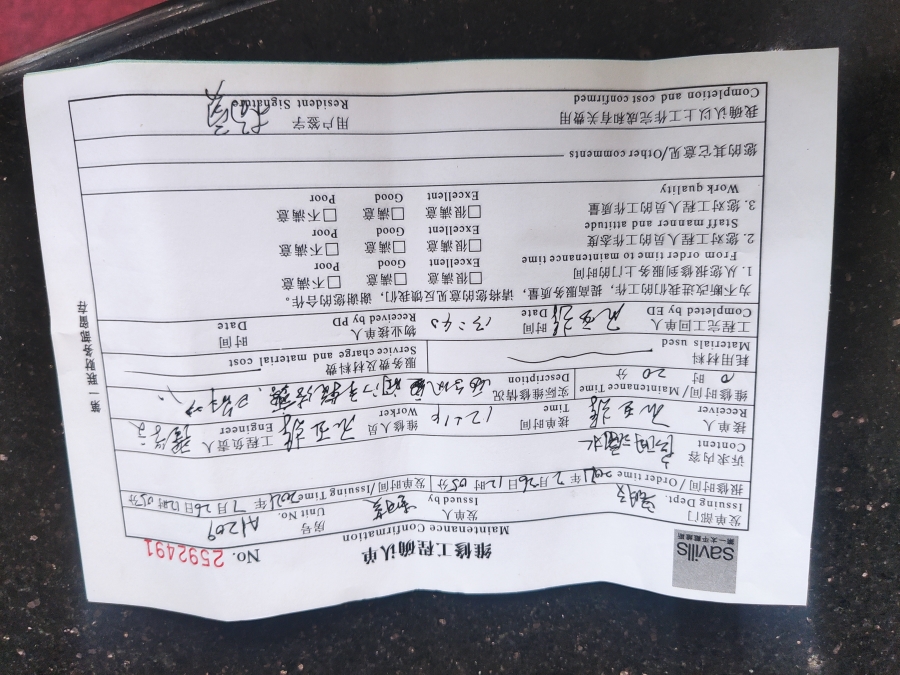 savills
第一太平戴维斯
维修工程确认单
Maintenance Confirmation
No. 2592491
发单部门 发单人 房号 A1209
Issuing Dept. Issued by Unit No.
报修时间/Order time 2021年7月26日12时05分 发单时间/Issuing Time 2021年7月26日12时05分
诉求内容 房间漏水
Content
接单人 接单时间 12:14 维修人员 工程负责人
Receiver Time Worker Engineer
维修时间/Maintenance Time 实际维修情况
0时20分 Description
耗用材料 服务费及材料费
Materials used Service charge and material cost
工程完工回单人 时间 13:40 物业接单人 时间
Completed by ED Date Received by PD Date
为不断改进我们的工作，提高服务质量，请将您的意见反馈我们，谢谢您的合作。
1. 从您报修到服务上门的时间 □很满意 □满意 □不满意
From order time to maintenance time Excellent Good Poor
2. 您对工程人员的工作态度 □很满意 □满意 □不满意
Staff manner and attitude Excellent Good Poor
3. 您对工程人员的工作质量 □很满意 □满意 □不满意
Work quality Excellent Good Poor
您的其它意见/Other comments
我确认以上工作完成和有关费用 用户签字
Completion and cost confirmed Resident Signature
第一联财务部留存